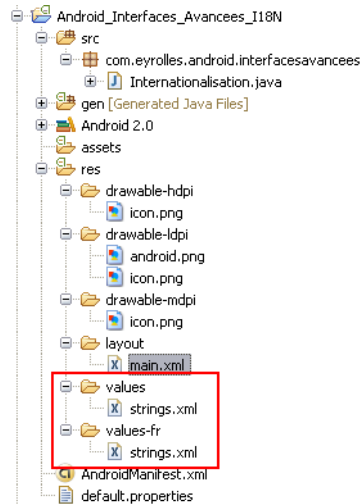 Android_Interfaces_Avancees_I18N
src
com.eyrolles.android.interfacesavancees
Internationalisation.java
gen [Generated Java Files]
Android 2.0
assets
res
drawable-hdpi
icon.png
drawable-ldpi
android.png
icon.png
drawable-mdpi
icon.png
layout
main.xml
values
strings.xml
values-fr
strings.xml
AndroidManifest.xml
default.properties